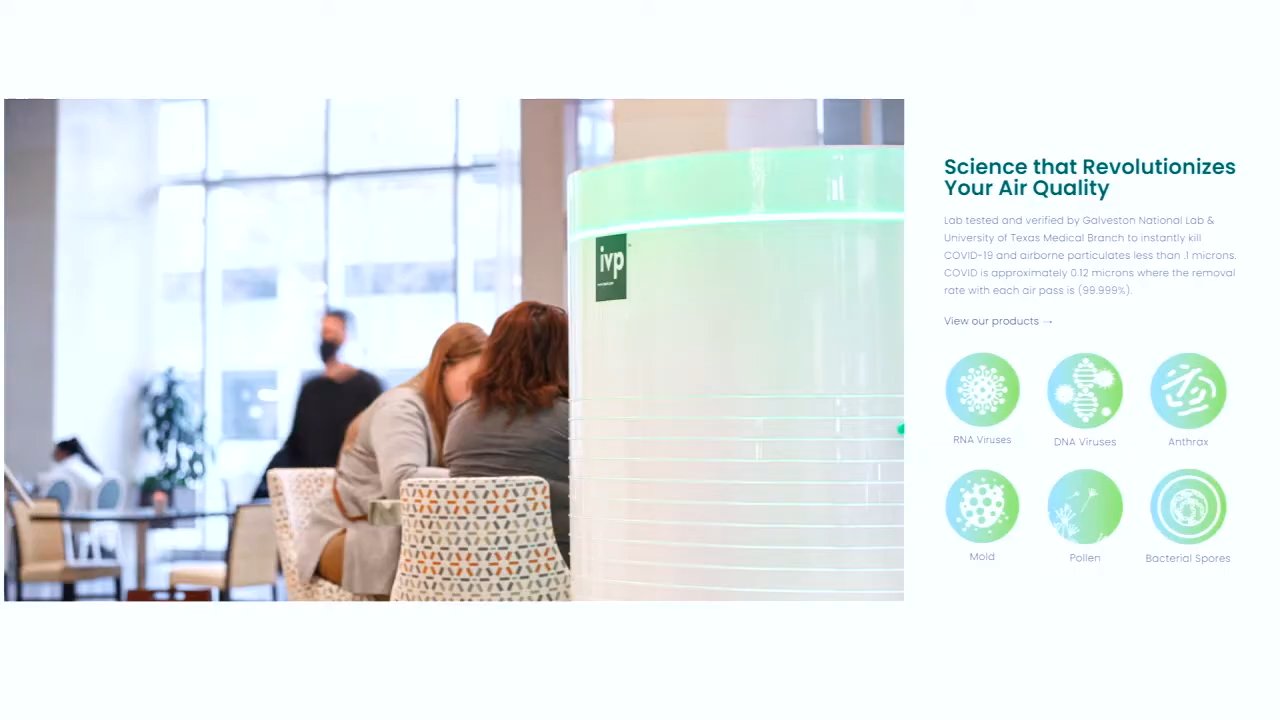 ivp
Science that Revolutionizes
Your Air Quality
Lab tested and verified by Galveston National Lab &
University of Texas Medical Branch to instantly kill
COVID-19 and airborne particulates less than .1 microns.
COVID is approximately 0.12 microns where the removal
rate with each air pass is (99.999%).
View our products →
RNA Viruses
DNA Viruses
Anthrax
Mold
Pollen
Bacterial Spores